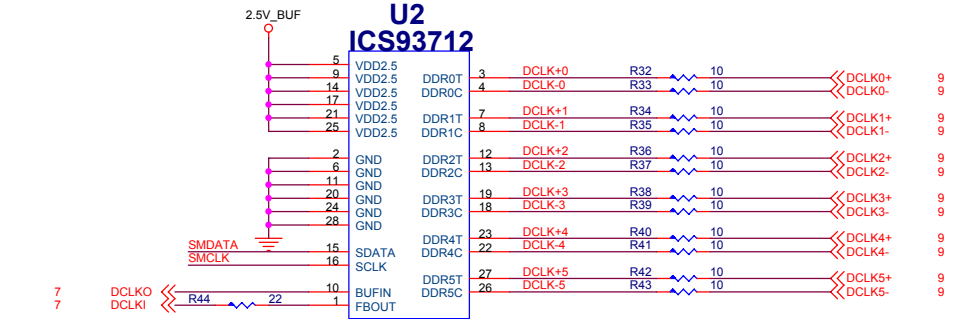 2.5V_BUF
U2
ICS93712
5 VDD2.5
9 VDD2.5 DDR0T 3 DCLK+0 R32 10 DCLK0+ 9
14 VDD2.5 DDR0C 4 DCLK-0 R33 10 DCLK0- 9
17 VDD2.5
21 VDD2.5 DDR1T 7 DCLK+1 R34 10 DCLK1+ 9
25 VDD2.5 DDR1C 8 DCLK-1 R35 10 DCLK1- 9
2 GND DDR2T 12 DCLK+2 R36 10 DCLK2+ 9
6 GND DDR2C 13 DCLK-2 R37 10 DCLK2- 9
11 GND
20 GND DDR3T 19 DCLK+3 R38 10 DCLK3+ 9
24 GND DDR3C 18 DCLK-3 R39 10 DCLK3- 9
28 GND
DDR4T 23 DCLK+4 R40 10 DCLK4+ 9
SMDATA 15 SDATA DDR4C 22 DCLK-4 R41 10 DCLK4- 9
SMCLK 16 SCLK
DDR5T 27 DCLK+5 R42 10 DCLK5+ 9
7 DCLKO 10 BUFIN DDR5C 26 DCLK-5 R43 10 DCLK5- 9
7 DCLKI R44 22 1 FBOUT